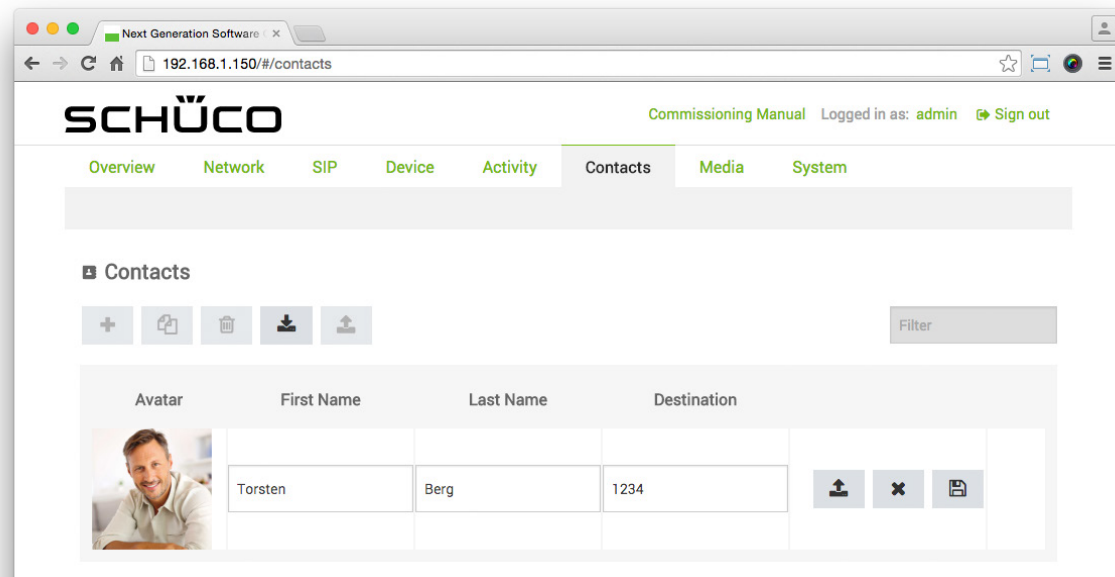 Next Generation Software
192.168.1.150/#/contacts
SCHÜCO
Commissioning Manual Logged in as: admin Sign out
Overview Network SIP Device Activity Contacts Media System
Contacts
Filter
Avatar First Name Last Name Destination
Torsten Berg 1234